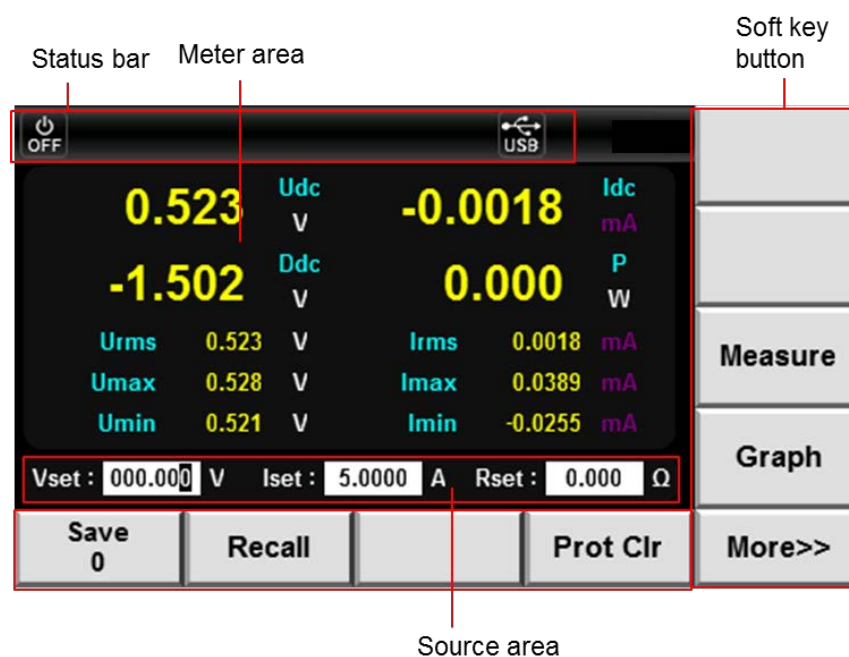 Soft key
button
Status bar
Meter area
OFF
USB
0.523 Udc V
-0.0018 Idc mA
-1.502 Ddc V
0.000 P W
Urms 0.523 V Irms 0.0018 mA
Umax 0.528 V Imax 0.0389 mA
Umin 0.521 V Imin -0.0255 mA
Vset : 000.000 V Iset : 5.0000 A Rset : 0.000 Ω
Measure
Graph
Save
0
Recall
Prot Clr
More>>
Source area